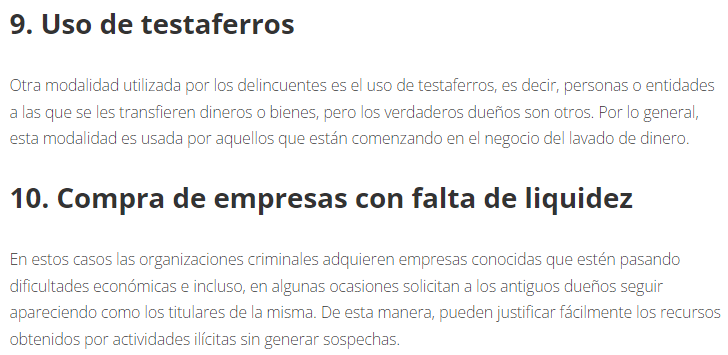 9. Uso de testaferros
Otra modalidad utilizada por los delincuentes es el uso de testaferros, es decir, personas o entidades
a las que se les transfieren dineros o bienes, pero los verdaderos dueños son otros. Por lo general,
esta modalidad es usada por aquellos que están comenzando en el negocio del lavado de dinero.
10. Compra de empresas con falta de liquidez
En estos casos las organizaciones criminales adquieren empresas conocidas que estén pasando
dificultades económicas e incluso, en algunas ocasiones solicitan a los antiguos dueños seguir
apareciendo como los titulares de la misma. De esta manera, pueden justificar fácilmente los recursos
obtenidos por actividades ilícitas sin generar sospechas.